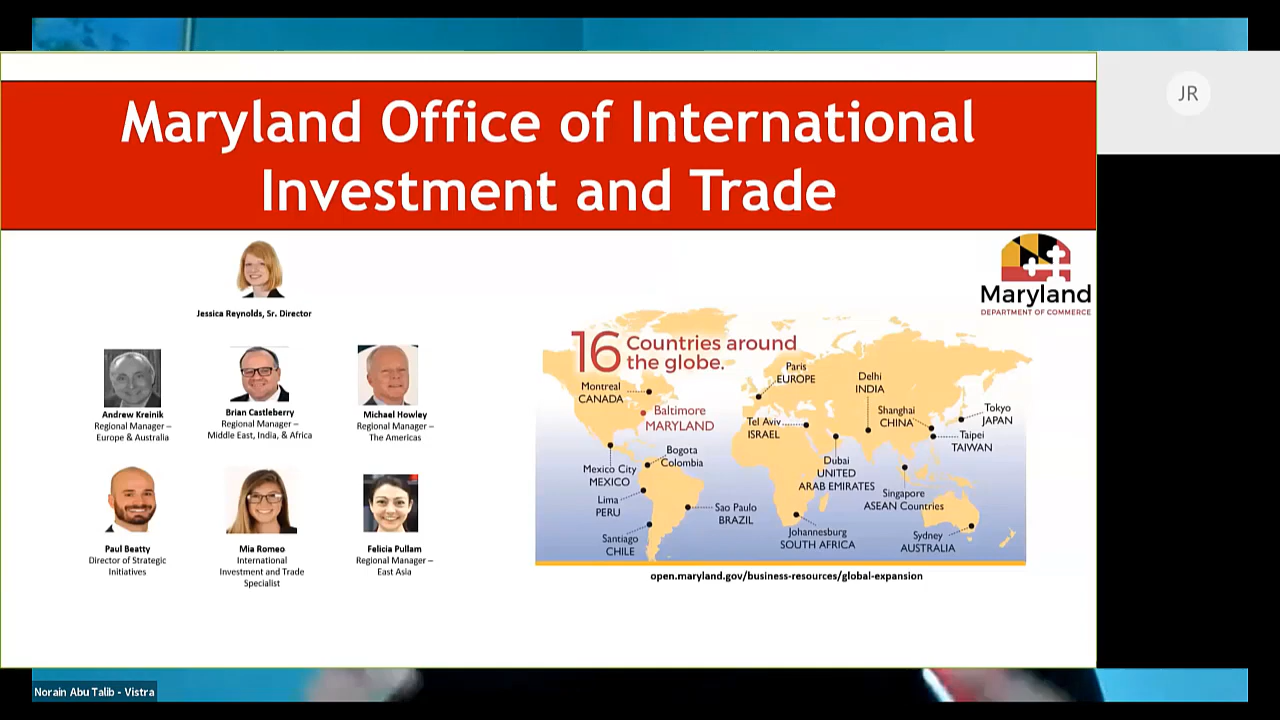 Maryland Office of International
Investment and Trade
JR
Jessica Reynolds, Sr. Director
Andrew Kreinik
Regional Manager –
Europe & Australia
Brian Castleberry
Regional Manager –
Middle East, India, & Africa
Michael Howley
Regional Manager –
The Americas
Paul Beatty
Director of Strategic
Initiatives
Mia Romeo
International
Investment and Trade
Specialist
Felicia Pullam
Regional Manager –
East Asia
Maryland
DEPARTMENT OF COMMERCE
16 Countries around
the globe.
Montreal
CANADA
Baltimore
MARYLAND
Mexico City
MEXICO
Bogota
Colombia
Lima
PERU
Sao Paulo
BRAZIL
Santiago
CHILE
Paris
EUROPE
Tel Aviv
ISRAEL
Delhi
INDIA
Shanghai
CHINA
Tokyo
JAPAN
Taipei
TAIWAN
Dubai
UNITED
ARAB EMIRATES
Singapore
ASEAN Countries
Johannesburg
SOUTH AFRICA
Sydney
AUSTRALIA
open.maryland.gov/business-resources/global-expansion
Norain Abu Talib - Vistra